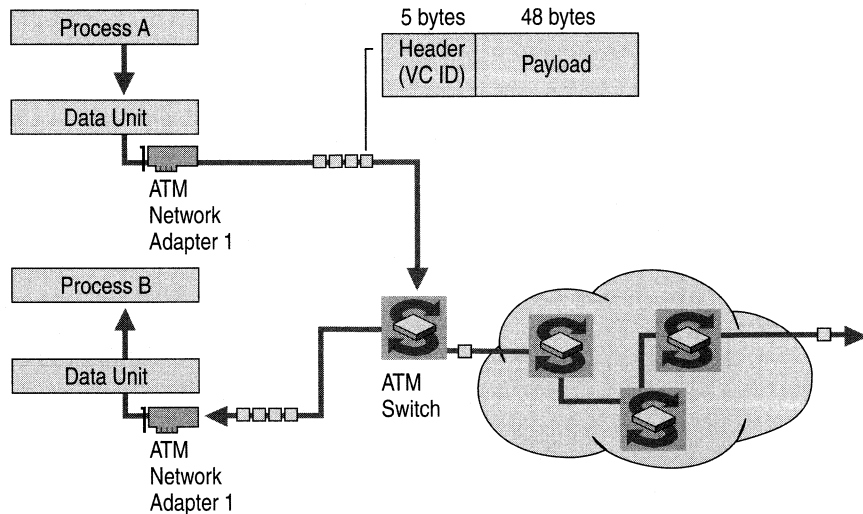 Process A
Data Unit
ATM
Network
Adapter 1
5 bytes 48 bytes
Header
(VC ID)
Payload
Process B
Data Unit
ATM
Network
Adapter 1
ATM
Switch